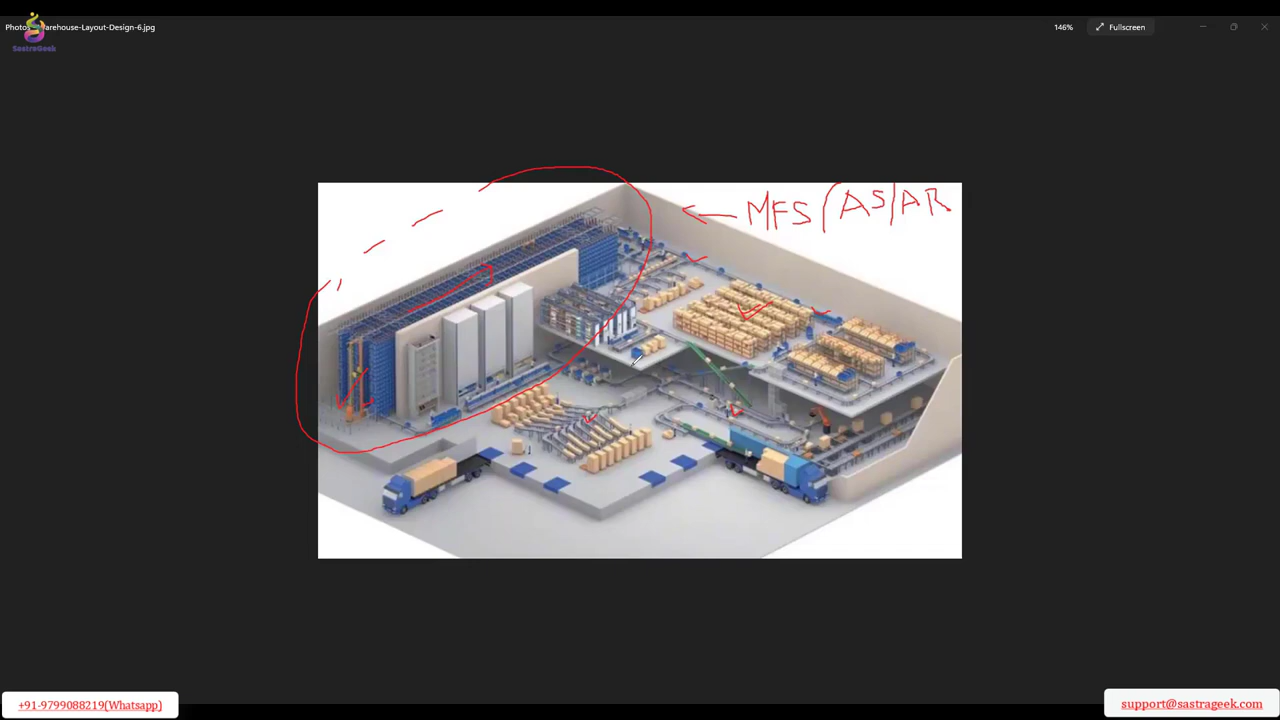 Photos - Warehouse-Layout-Design-6.jpg
146%
Fullscreen
SastraGeek
MFS/AS/AR
+91-9799088219(Whatsapp)
support@sastrageek.com